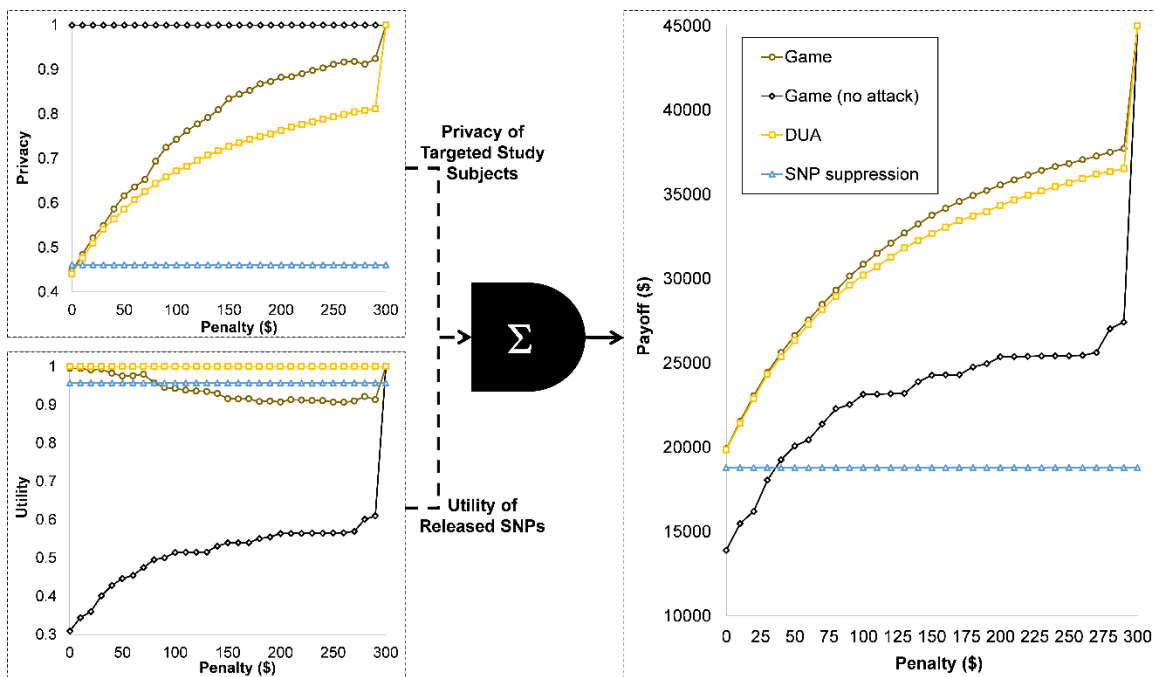 1
0.9
0.8
0.7
0.6
0.5
0.4
Privacy
0 50 100 150 200 250 300
Penalty ($)
Privacy of
Targeted Study
Subjects
1
0.9
0.8
0.7
0.6
0.5
0.4
0.3
Utility
0 50 100 150 200 250 300
Penalty ($)
Utility of
Released SNPs
Σ
45000
40000
35000
30000
25000
20000
15000
10000
Payoff ($)
Game
Game (no attack)
DUA
SNP suppression
0 25 50 75 100 125 150 175 200 225 250 275 300
Penalty ($)